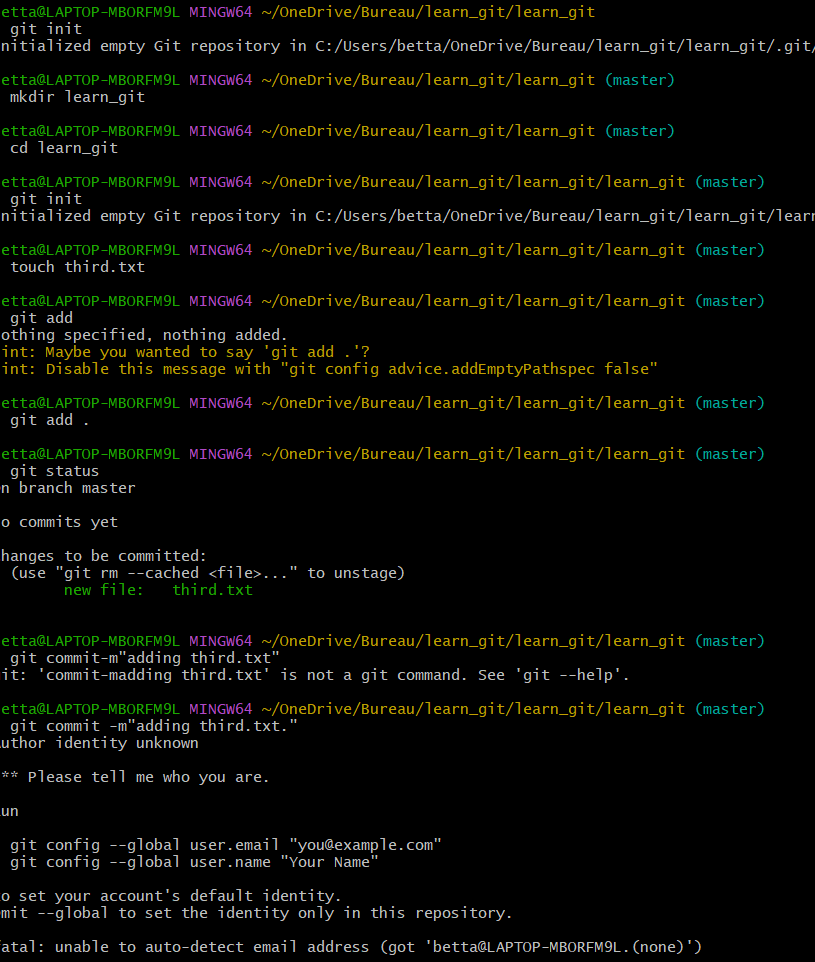 etta@LAPTOP-MBORFM9L MINGW64 ~/OneDrive/Bureau/learn_git/learn_git
git init
nitialized empty Git repository in C:/Users/betta/OneDrive/Bureau/learn_git/learn_git/.git/
etta@LAPTOP-MBORFM9L MINGW64 ~/OneDrive/Bureau/learn_git/learn_git (master)
mkdir learn_git
etta@LAPTOP-MBORFM9L MINGW64 ~/OneDrive/Bureau/learn_git/learn_git (master)
cd learn_git
etta@LAPTOP-MBORFM9L MINGW64 ~/OneDrive/Bureau/learn_git/learn_git/learn_git (master)
git init
nitialized empty Git repository in C:/Users/betta/OneDrive/Bureau/learn_git/learn_git/learn
etta@LAPTOP-MBORFM9L MINGW64 ~/OneDrive/Bureau/learn_git/learn_git/learn_git (master)
touch third.txt
etta@LAPTOP-MBORFM9L MINGW64 ~/OneDrive/Bureau/learn_git/learn_git/learn_git (master)
git add
othing specified, nothing added.
int: Maybe you wanted to say 'git add .'?
int: Disable this message with "git config advice.addEmptyPathspec false"
etta@LAPTOP-MBORFM9L MINGW64 ~/OneDrive/Bureau/learn_git/learn_git/learn_git (master)
git add .
etta@LAPTOP-MBORFM9L MINGW64 ~/OneDrive/Bureau/learn_git/learn_git/learn_git (master)
git status
n branch master
o commits yet
hanges to be committed:
(use "git rm --cached <file>..." to unstage)
new file:   third.txt
etta@LAPTOP-MBORFM9L MINGW64 ~/OneDrive/Bureau/learn_git/learn_git/learn_git (master)
git commit-m"adding third.txt"
it: 'commit-madding third.txt' is not a git command. See 'git --help'.
etta@LAPTOP-MBORFM9L MINGW64 ~/OneDrive/Bureau/learn_git/learn_git/learn_git (master)
git commit -m"adding third.txt."
uthor identity unknown
** Please tell me who you are.
un
git config --global user.email "you@example.com"
git config --global user.name "Your Name"
o set your account's default identity.
mit --global to set the identity only in this repository.
atal: unable to auto-detect email address (got 'betta@LAPTOP-MBORFM9L.(none)')